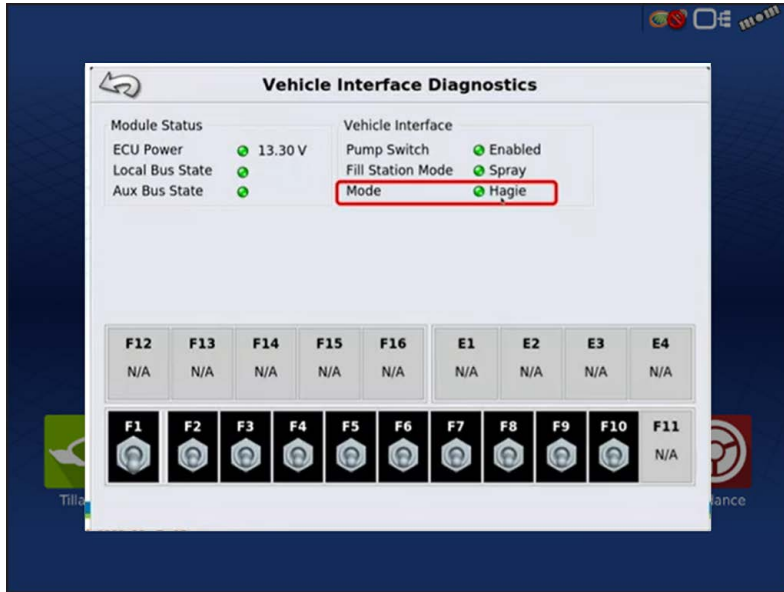 Vehicle Interface Diagnostics
Module Status
ECU Power 13.30 V
Local Bus State
Aux Bus State
Vehicle Interface
Pump Switch Enabled
Fill Station Mode Spray
Mode Hagie
F12 F13 F14 F15 F16 E1 E2 E3 E4
N/A N/A N/A N/A N/A N/A N/A N/A N/A
F1 F2 F3 F4 F5 F6 F7 F8 F9 F10 F11
N/A
Tilla
lance